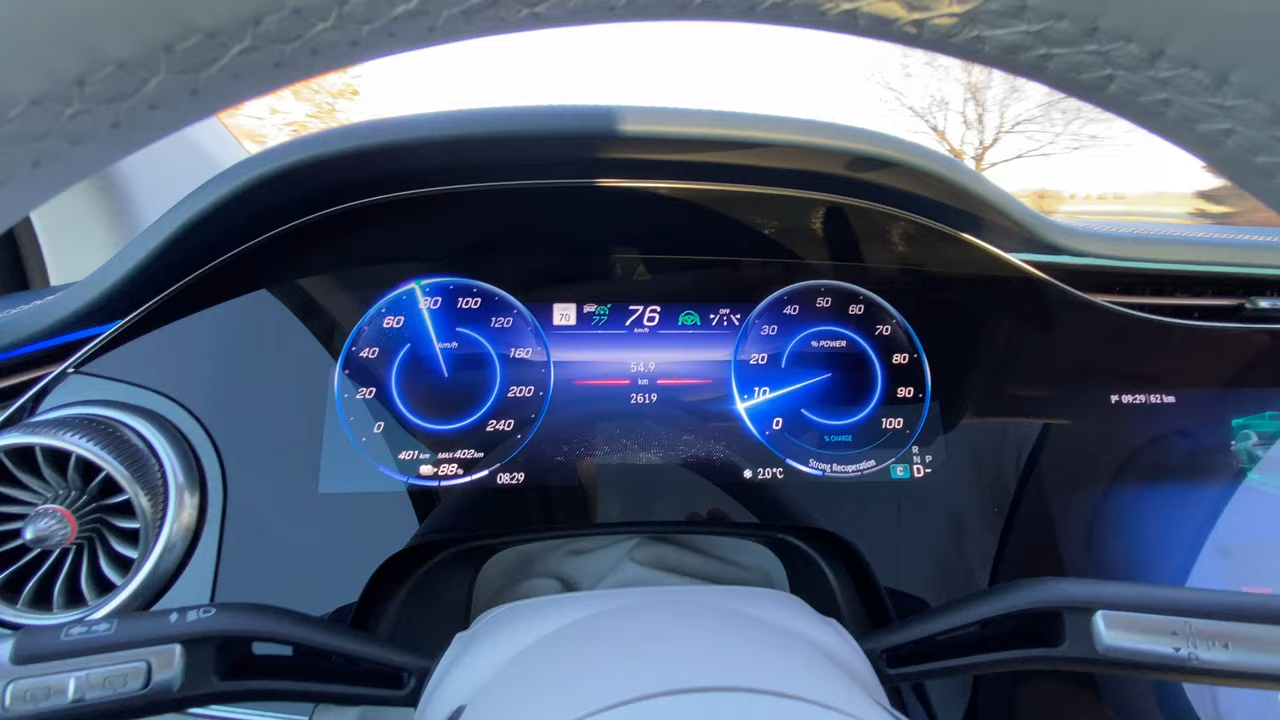 80 100
60 120
40 km/h 160
20 200
0 240
401 km MAX 402 km
88%
08:29
70
77
76
km/h
OFF
54.9
km
2619
50
40 60
30 % POWER 70
20 80
10 90
0 100
% CHARGE
Strong Recuperation
2.0°C
R
N P
C D-
09:29 | 62 km
N
D P